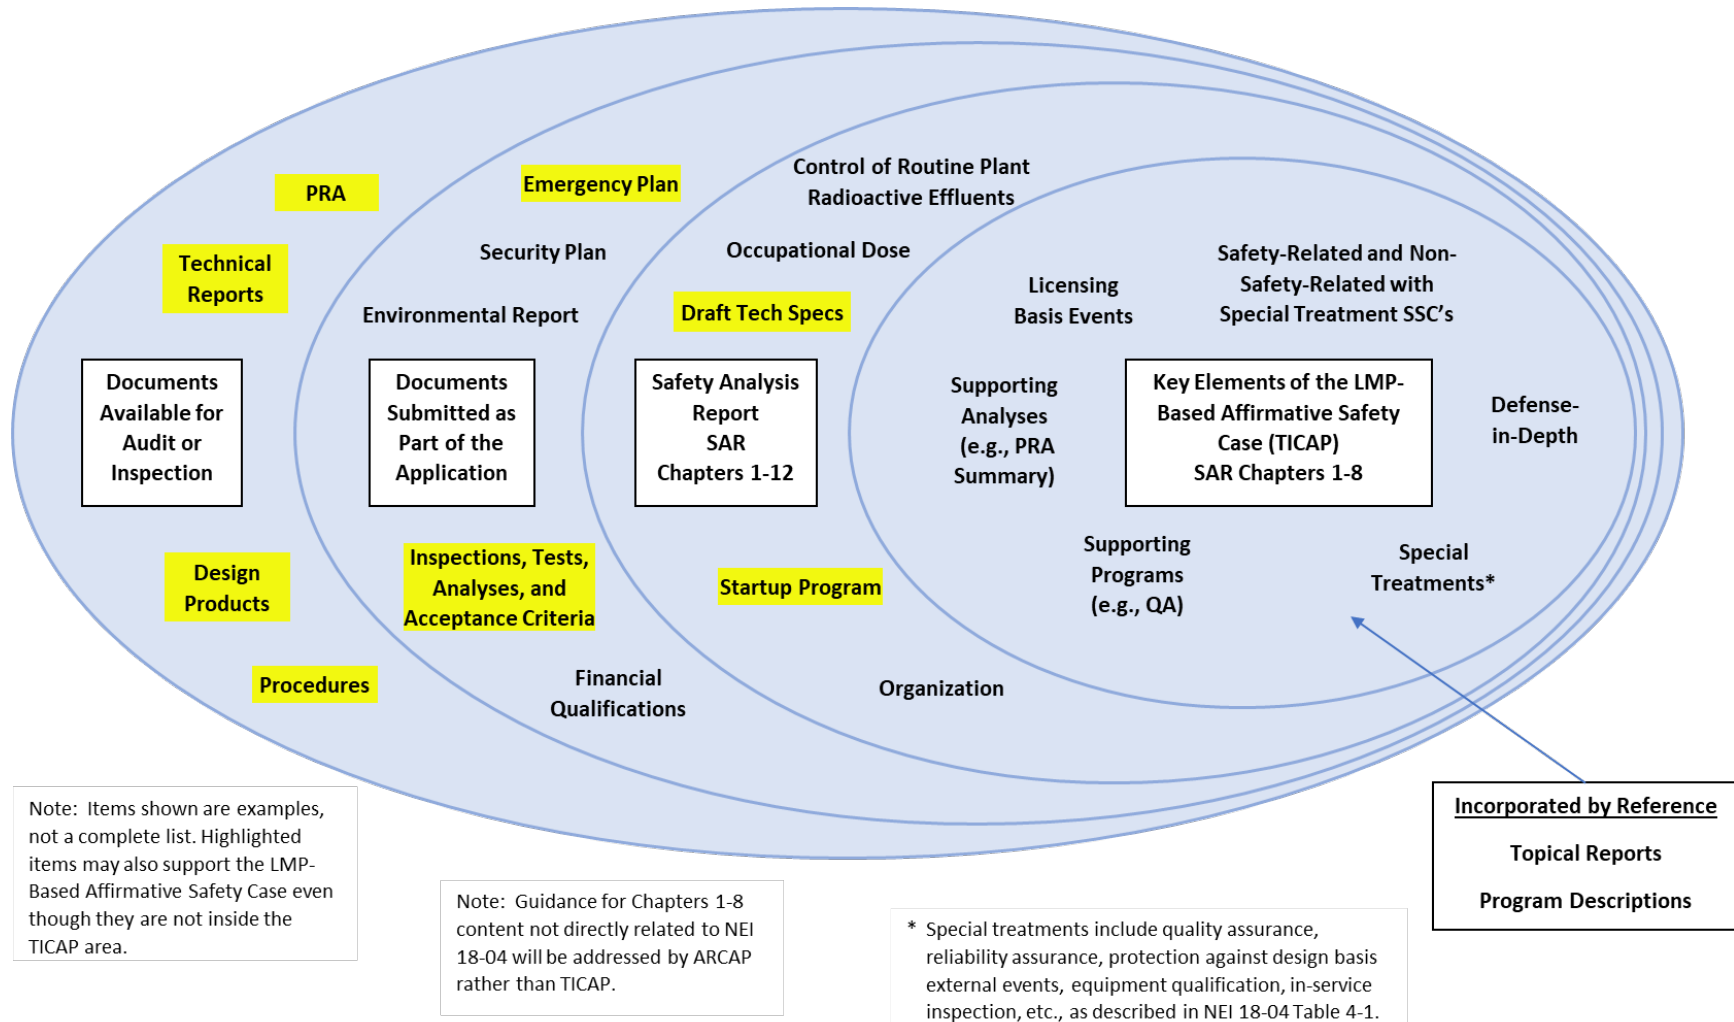 PRA
Technical
Reports
Documents
Available for
Audit or
Inspection
Design
Products
Procedures
Emergency Plan
Security Plan
Environmental Report
Documents
Submitted as
Part of the
Application
Inspections, Tests,
Analyses, and
Acceptance Criteria
Financial
Qualifications
Control of Routine Plant
Radioactive Effluents
Occupational Dose
Draft Tech Specs
Safety Analysis
Report
SAR
Chapters 1-12
Startup Program
Organization
Licensing
Basis Events
Safety-Related and Non-
Safety-Related with
Special Treatment SSC's
Supporting
Analyses
(e.g., PRA
Summary)
Key Elements of the LMP-
Based Affirmative Safety
Case (TICAP)
SAR Chapters 1-8
Defense-
in-Depth
Supporting
Programs
(e.g., QA)
Special
Treatments*
Incorporated by Reference
Topical Reports
Program Descriptions
Note: Items shown are examples,
not a complete list. Highlighted
items may also support the LMP-
Based Affirmative Safety Case even
though they are not inside the
TICAP area.
Note: Guidance for Chapters 1-8
content not directly related to NEI
18-04 will be addressed by ARCAP
rather than TICAP.
* Special treatments include quality assurance,
reliability assurance, protection against design basis
external events, equipment qualification, in-service
inspection, etc., as described in NEI 18-04 Table 4-1.